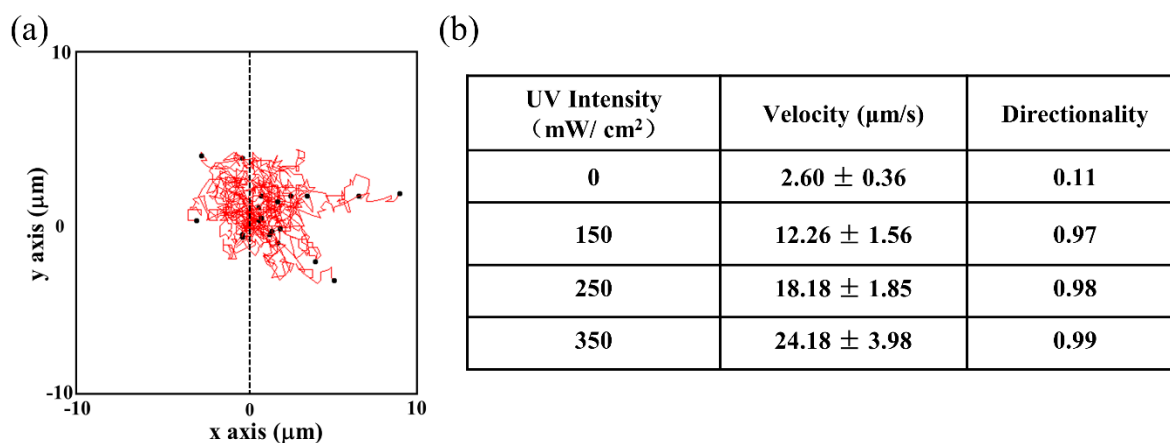 (a)
10
y axis (μm)
0
-10
-10
0
10
x axis (μm)
(b)
UV Intensity
（mW/ cm²）
Velocity (μm/s)
Directionality
0
2.60 ± 0.36
0.11
150
12.26 ± 1.56
0.97
250
18.18 ± 1.85
0.98
350
24.18 ± 3.98
0.99